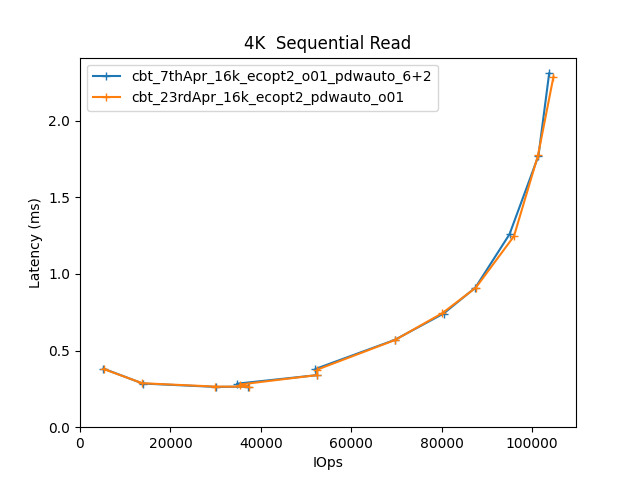 4K  Sequential Read
cbt_7thApr_16k_ecopt2_o01_pdwauto_6+2
cbt_23rdApr_16k_ecopt2_pdwauto_o01
Latency (ms)
2.0
1.5
1.0
0.5
0.0
0
20000
40000
60000
80000
100000
IOps